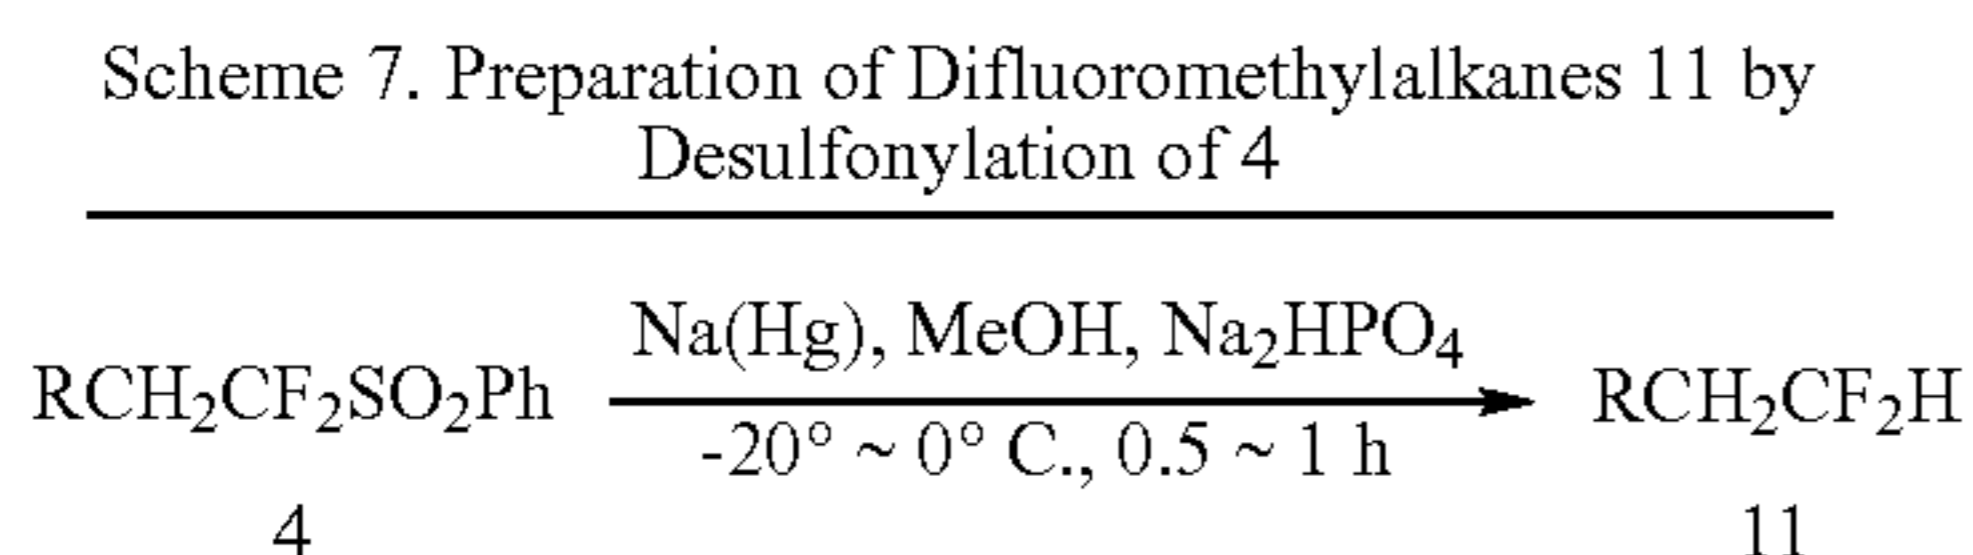 Scheme 7. Preparation of Difluoromethylalkanes 11 by
Desulfonylation of 4
Na(Hg), MeOH, Na₂HPO₄
RCH₂CF₂SO₂Ph
RCH₂CF₂H
-20° ~ 0° C., 0.5 ~ 1 h
4
11